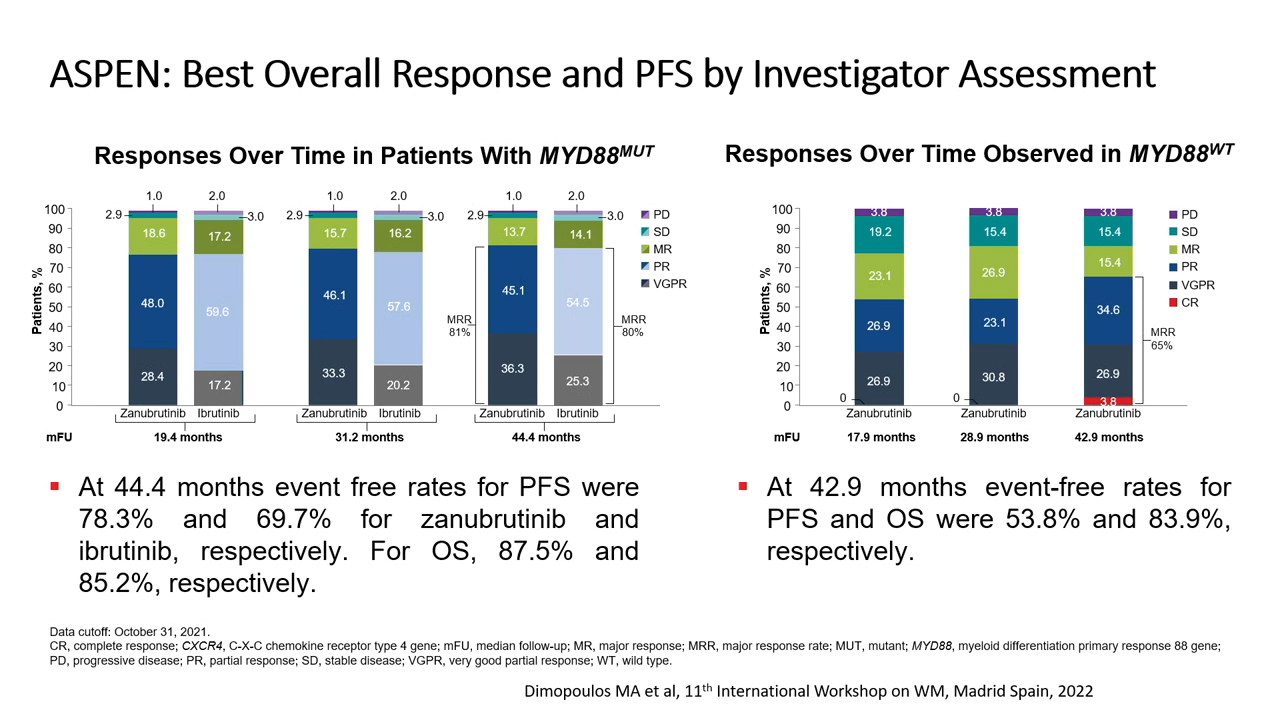 ASPEN: Best Overall Response and PFS by Investigator Assessment
Responses Over Time in Patients With MYD88MUT
Patients, %
100
90
80
70
60
50
40
30
20
10
0
1.0
2.9
18.6
48.0
28.4
Zanubrutinib
2.0
3.0
17.2
59.6
17.2
Ibrutinib
1.0
2.9
15.7
46.1
33.3
Zanubrutinib
2.0
3.0
16.2
57.6
20.2
Ibrutinib
1.0
2.9
13.7
45.1
36.3
Zanubrutinib
2.0
3.0
14.1
54.5
25.3
Ibrutinib
MRR
81%
MRR
80%
PD
SD
MR
PR
VGPR
mFU
19.4 months
31.2 months
44.4 months
Responses Over Time Observed in MYD88WT
Patients, %
100
90
80
70
60
50
40
30
20
10
0
3.8
19.2
23.1
26.9
26.9
0
Zanubrutinib
3.8
15.4
26.9
23.1
30.8
0
Zanubrutinib
3.8
15.4
15.4
34.6
26.9
3.8
Zanubrutinib
MRR
65%
PD
SD
MR
PR
VGPR
CR
mFU
17.9 months
28.9 months
42.9 months
At 44.4 months event free rates for PFS were
78.3% and 69.7% for zanubrutinib and
ibrutinib, respectively. For OS, 87.5% and
85.2%, respectively.
At 42.9 months event-free rates for
PFS and OS were 53.8% and 83.9%,
respectively.
Data cutoff: October 31, 2021.
CR, complete response; CXCR4, C-X-C chemokine receptor type 4 gene; mFU, median follow-up; MR, major response; MRR, major response rate; MUT, mutant; MYD88, myeloid differentiation primary response 88 gene;
PD, progressive disease; PR, partial response; SD, stable disease; VGPR, very good partial response; WT, wild type.
Dimopoulos MA et al, 11th International Workshop on WM, Madrid Spain, 2022